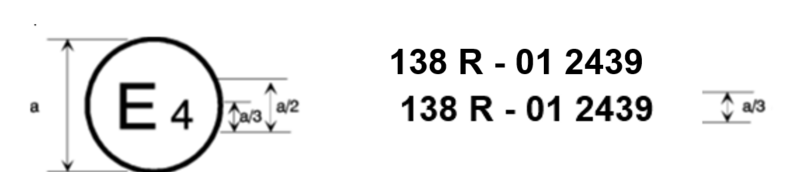 138 R - 01 2439
a E 4 a/3 a/2 138 R - 01 2439 a/3